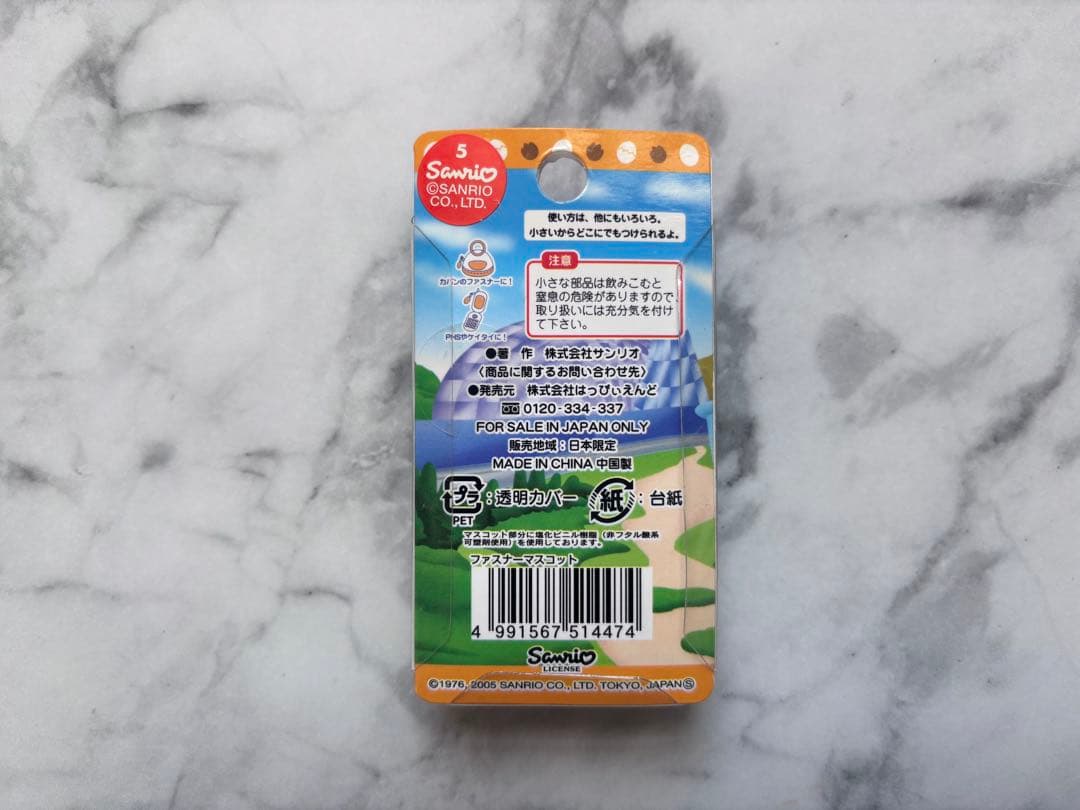 5
Sanrio
©SANRIO
CO., LTD.
使い方は、他にもいろいろ。
小さいからどこにでもつけられるよ。
カバンのファスナーに!
PHSやケイタイに!
注意
小さな部品は飲みこむと
窒息の危険がありますので、
取り扱いには充分気を付け
て下さい。
●著 作 株式会社サンリオ
〈商品に関するお問い合わせ先〉
●発売元 株式会社はっぴぃえんど
0120-334-337
FOR SALE IN JAPAN ONLY
販売地域:日本限定
MADE IN CHINA 中国製
プラ:透明カバー 紙:台紙
PET
マスコット部分に塩化ビニル樹脂(非フタル酸系
可塑剤使用)を使用しております。
ファスナーマスコット
4 991567 514474
Sanrio
LICENSE
©1976, 2005 SANRIO CO., LTD. TOKYO, JAPAN Ⓢ